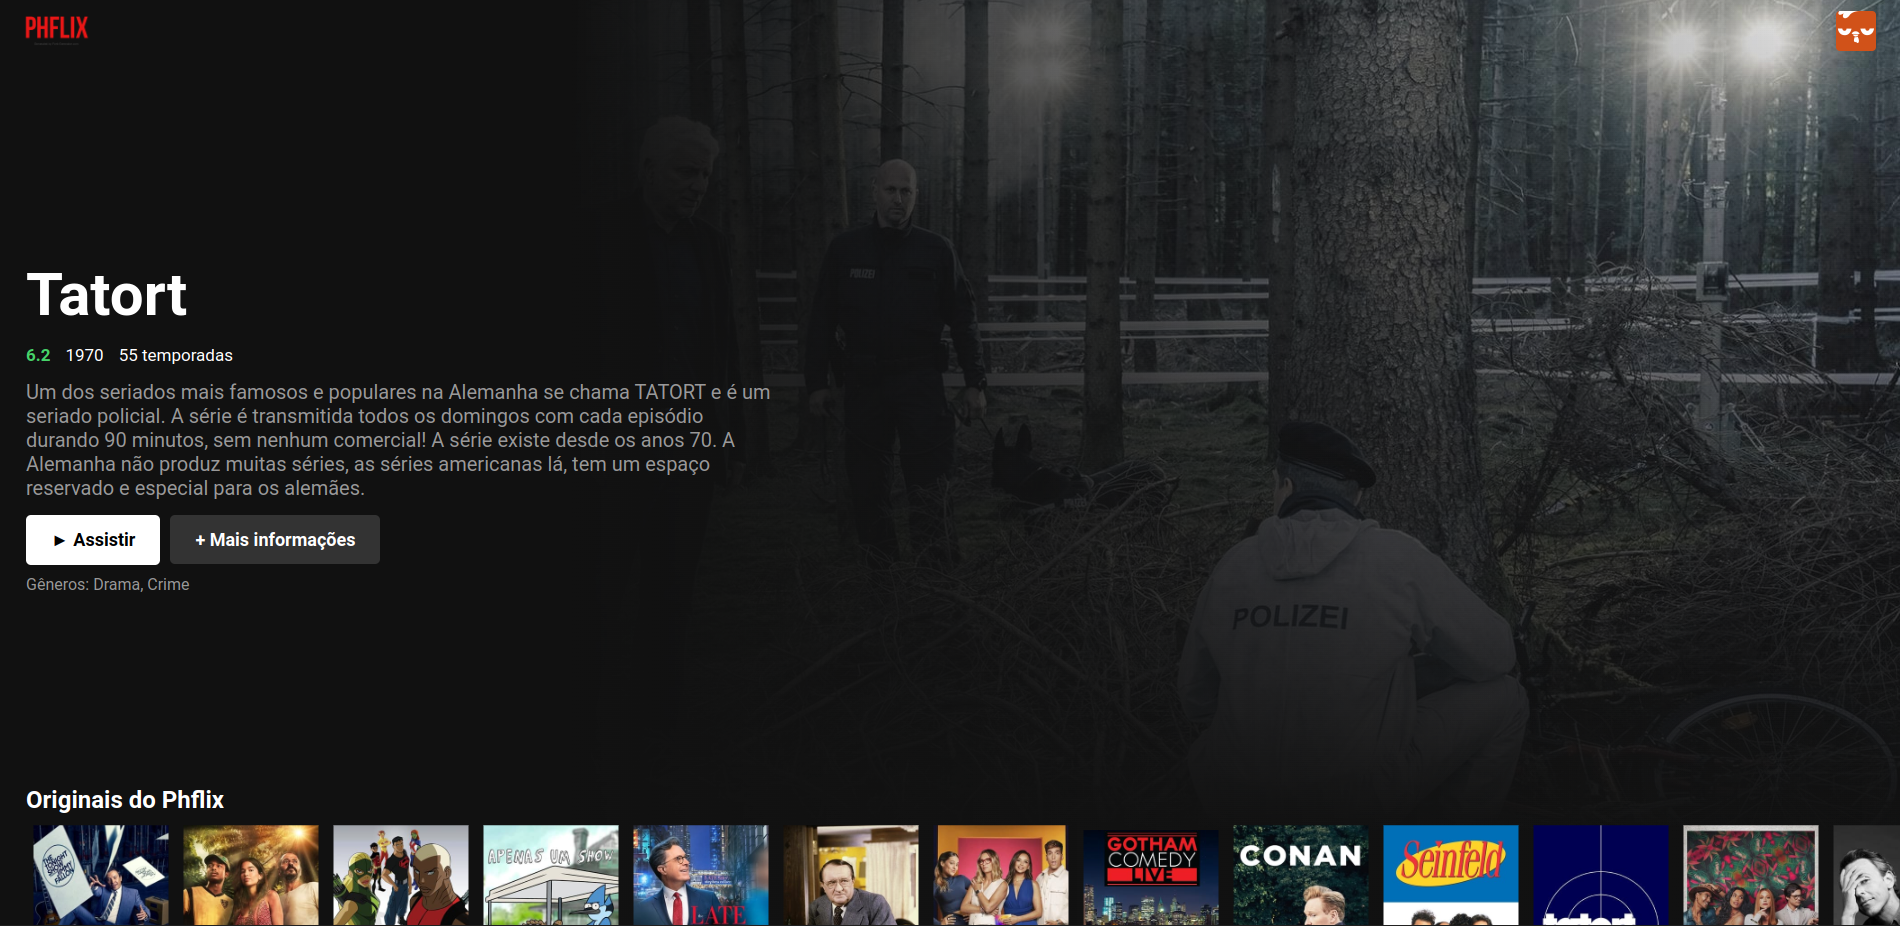 PHFLIX
POLIZEI
Tatort
6.2 1970 55 temporadas
Um dos seriados mais famosos e populares na Alemanha se chama TATORT e é um
seriado policial. A série é transmitida todos os domingos com cada episódio
durando 90 minutos, sem nenhum comercial! A série existe desde os anos 70. A
Alemanha não produz muitas séries, as séries americanas lá, tem um espaço
reservado e especial para os alemães.
► Assistir
+ Mais informações
Gêneros: Drama, Crime
POLIZEI
Originais do Phflix
THE
TONIGHT
SHOW
FALLON
APENAS UM SHOW
LATE
GOTHAM
COMEDY
LIVE
CONAN
Seinfeld
tatort